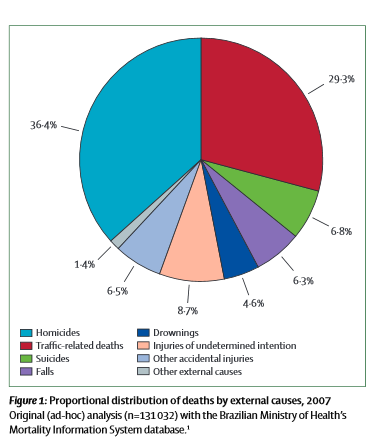 29·3%
36·4%
6·8%
6·3%
4·6%
8·7%
6·5%
1·4%
Homicides
Traffic-related deaths
Suicides
Falls
Drownings
Injuries of undetermined intention
Other accidental injuries
Other external causes
Figure 1: Proportional distribution of deaths by external causes, 2007
Original (ad-hoc) analysis (n=131 032) with the Brazilian Ministry of Health’s
Mortality Information System database.¹